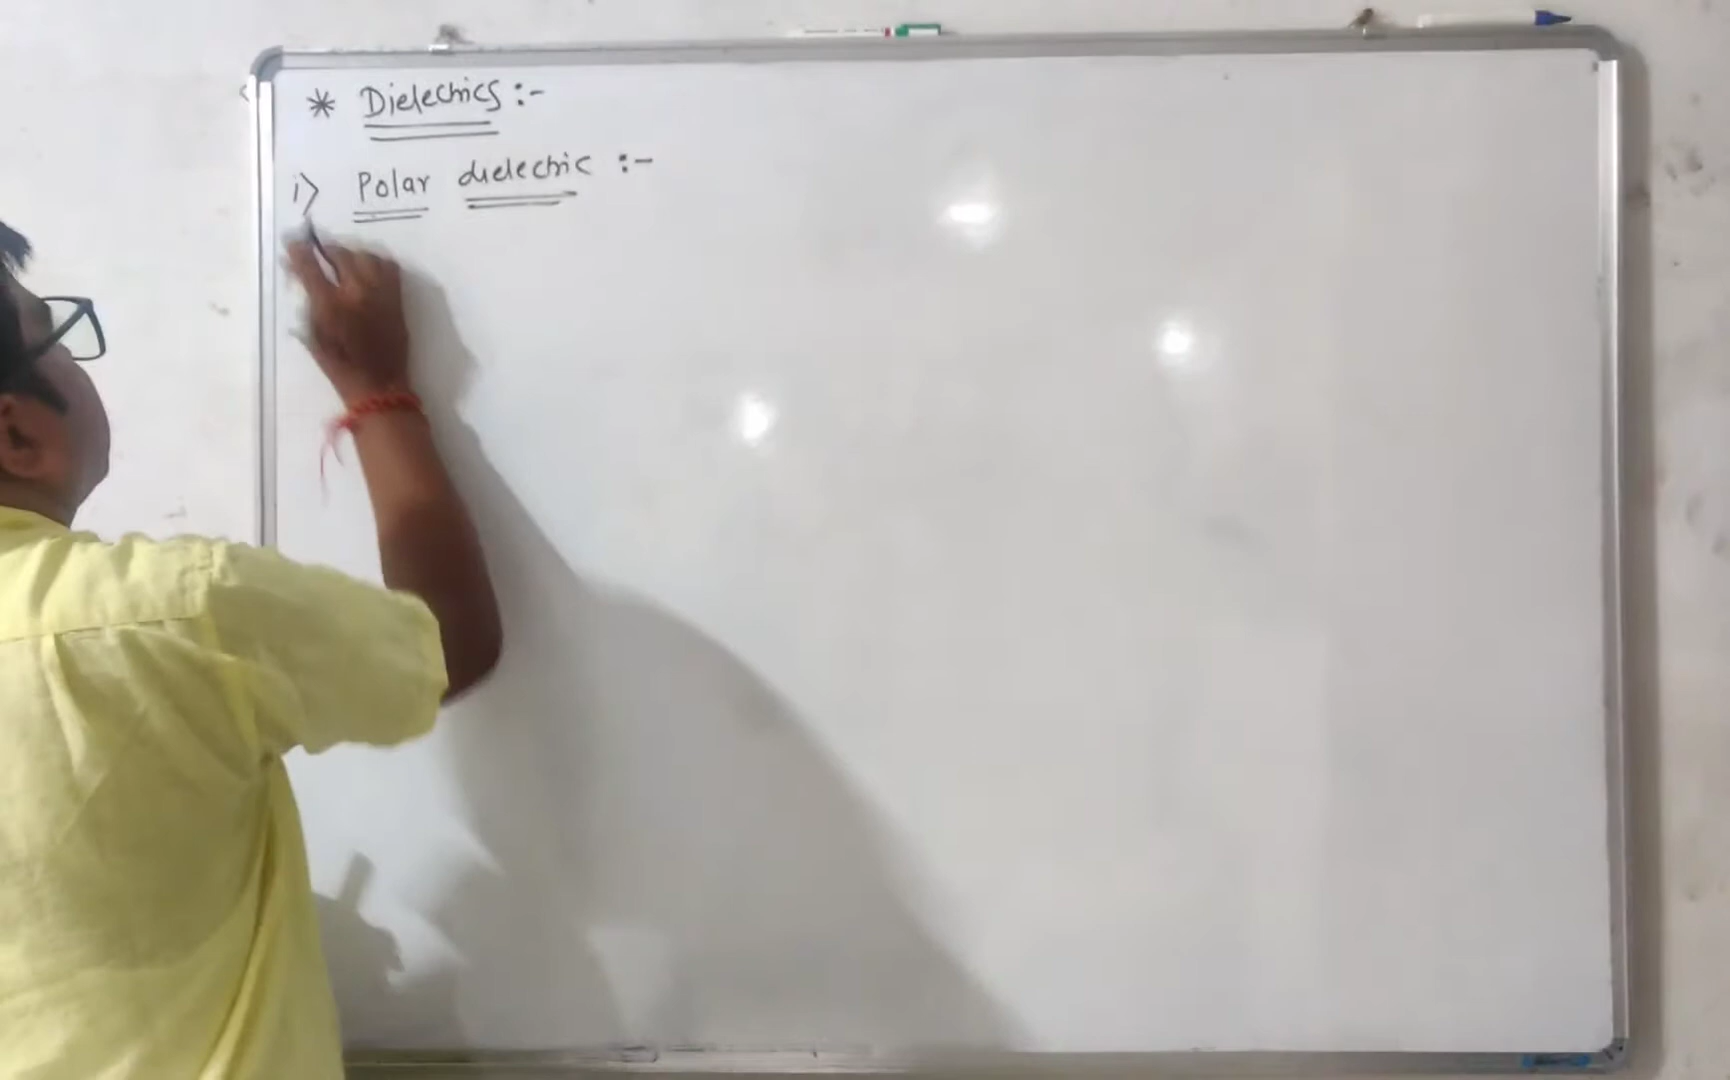 * Dielectrics :-
i) Polar dielectric :-